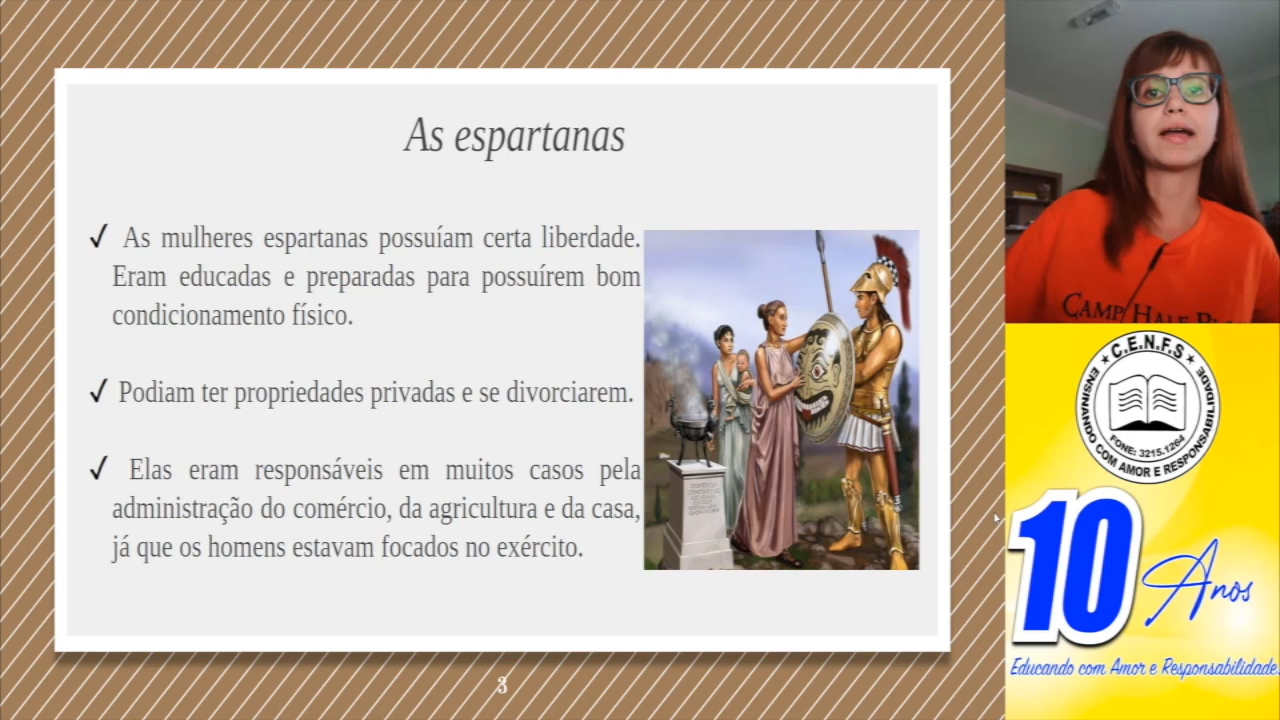 As espartanas
✓ As mulheres espartanas possuíam certa liberdade.
Eram educadas e preparadas para possuírem bom
condicionamento físico.
✓ Podiam ter propriedades privadas e se divorciarem.
✓ Elas eram responsáveis em muitos casos pela
administração do comércio, da agricultura e da casa,
já que os homens estavam focados no exército.
3
CAMP HALF
C.E.N.F.S
ENSINANDO COM AMOR E RESPONSABILIDADE
FONE: 3215.1264
10 Anos
Educando com Amor e Responsabilidade